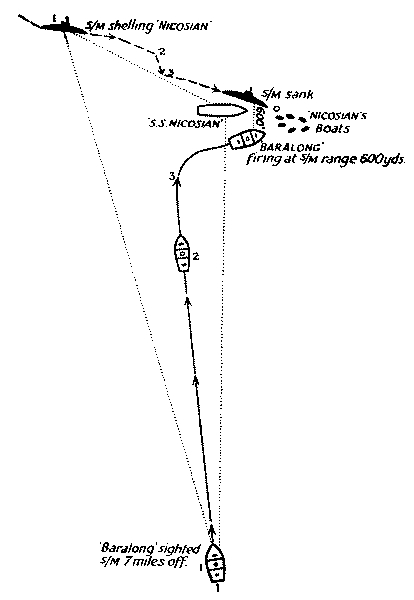 1
S/M shelling 'NICOSIAN'
2
3
S/M sank
'S.S. NICOSIAN'
600
'NICOSIAN'S
Boats
'BARALONG'
firing at S/M range 600yds.
3
2
'Baralong' sighted
S/M 7 miles off.
1